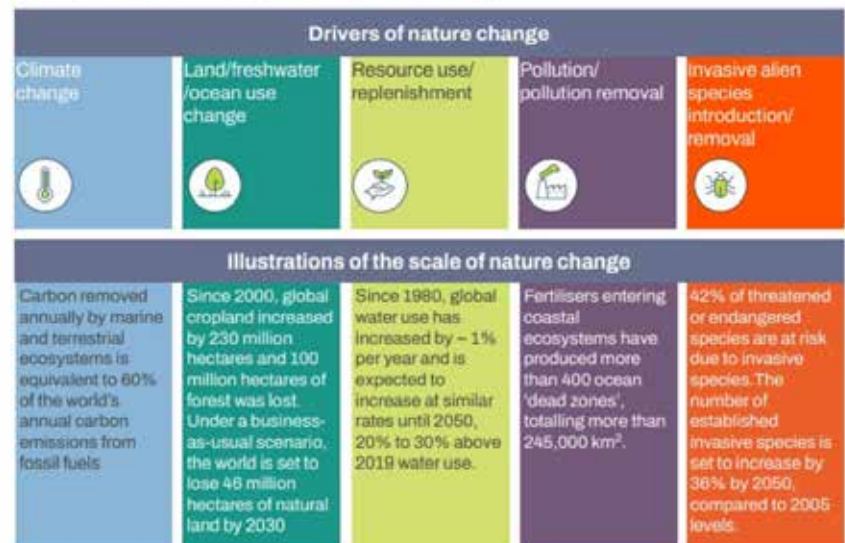 Drivers of nature change
Climate
change
Land/freshwater
/ocean use
change
Resource use/
replenishment
Pollution/
pollution removal
Invasive alien
species
introduction/
removal
Illustrations of the scale of nature change
Carbon removed
annually by marine
and terrestrial
ecosystems is
equivalent to 60%
of the world's
annual carbon
emissions from
fossil fuels
Since 2000, global
cropland increased
by 230 million
hectares and 100
million hectares of
forest was lost.
Under a business-
as-usual scenario,
the world is set to
lose 46 million
hectares of natural
land by 2030
Since 1980, global
water use has
increased by ~ 1%
per year and is
expected to
increase at similar
rates until 2050,
20% to 30% above
2019 water use.
Fertilisers entering
coastal
ecosystems have
produced more
than 400 ocean
'dead zones',
totalling more than
245,000 km².
42% of threatened
or endangered
species are at risk
due to invasive
species.The
number of
established
invasive species is
set to increase by
36% by 2050,
compared to 2005
levels.